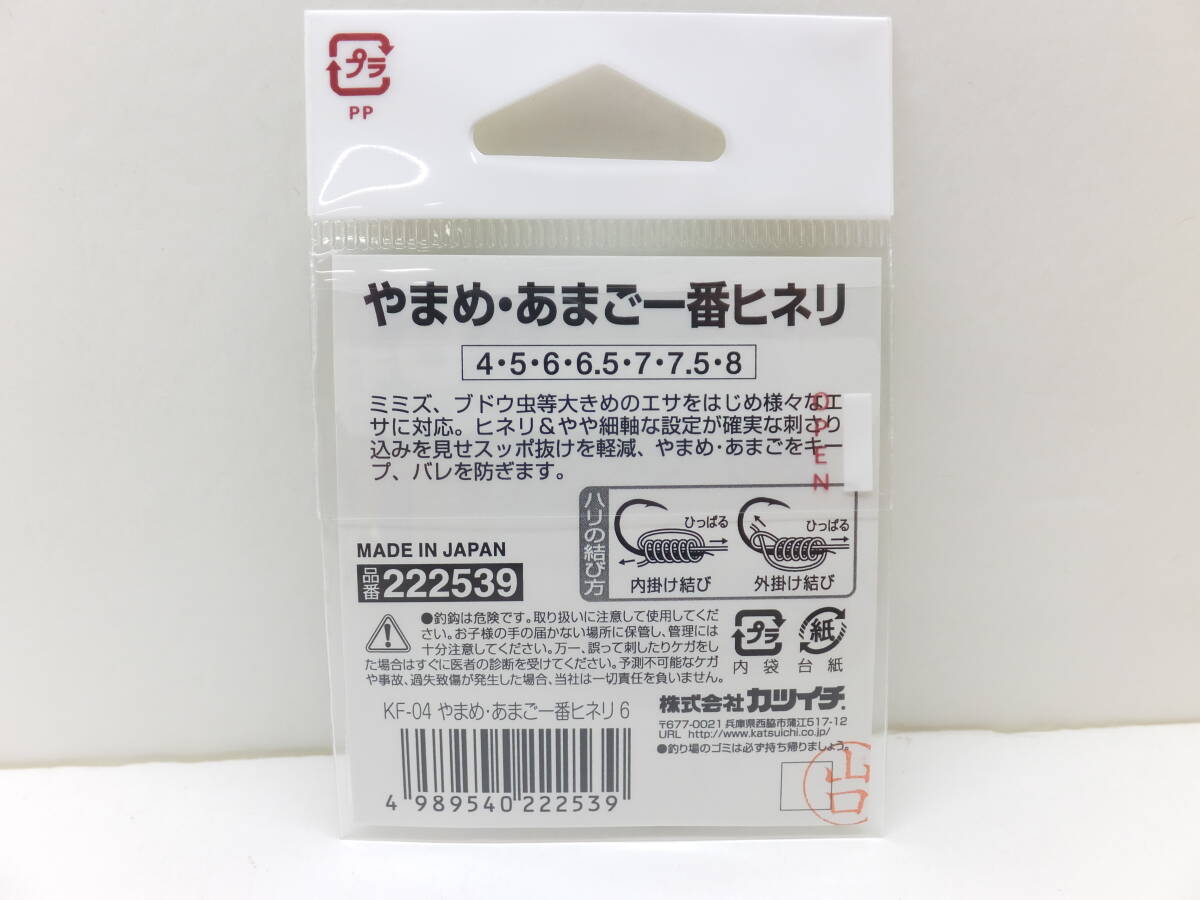 プラ
PP
やまめ・あまご一番ヒネリ
4・5・6・6.5・7・7.5・8
ミミズ、ブドウ虫等大きめのエサをはじめ様々なエ
サに対応。ヒネリ&やや細軸な設定が確実な刺さり
込みを見せスッポ抜けを軽減、やまめ・あまごをキー
プ、バレを防ぎます。
OPEN
ハリの結び方
ひっぱる
内掛け結び
ひっぱる
外掛け結び
MADE IN JAPAN
品番 222539
●釣鈎は危険です。取り扱いに注意して使用してくだ
さい。お子様の手の届かない場所に保管し、管理には
十分注意してください。万一、誤って刺したりケガをし
た場合はすぐに医者の診断を受けてください。予測不可能なケガ
や事故、過失致傷が発生した場合、当社は一切責任を負いません。
プラ
内袋
紙
台紙
KF-04 やまめ・あまご一番ヒネリ 6
4 989540 222539
株式会社カツイチ
〒677-0021 兵庫県西脇市蒲江517-12
URL http://www.katsuichi.co.jp/
●釣り場のゴミは必ず持ち帰りましょう。
山口